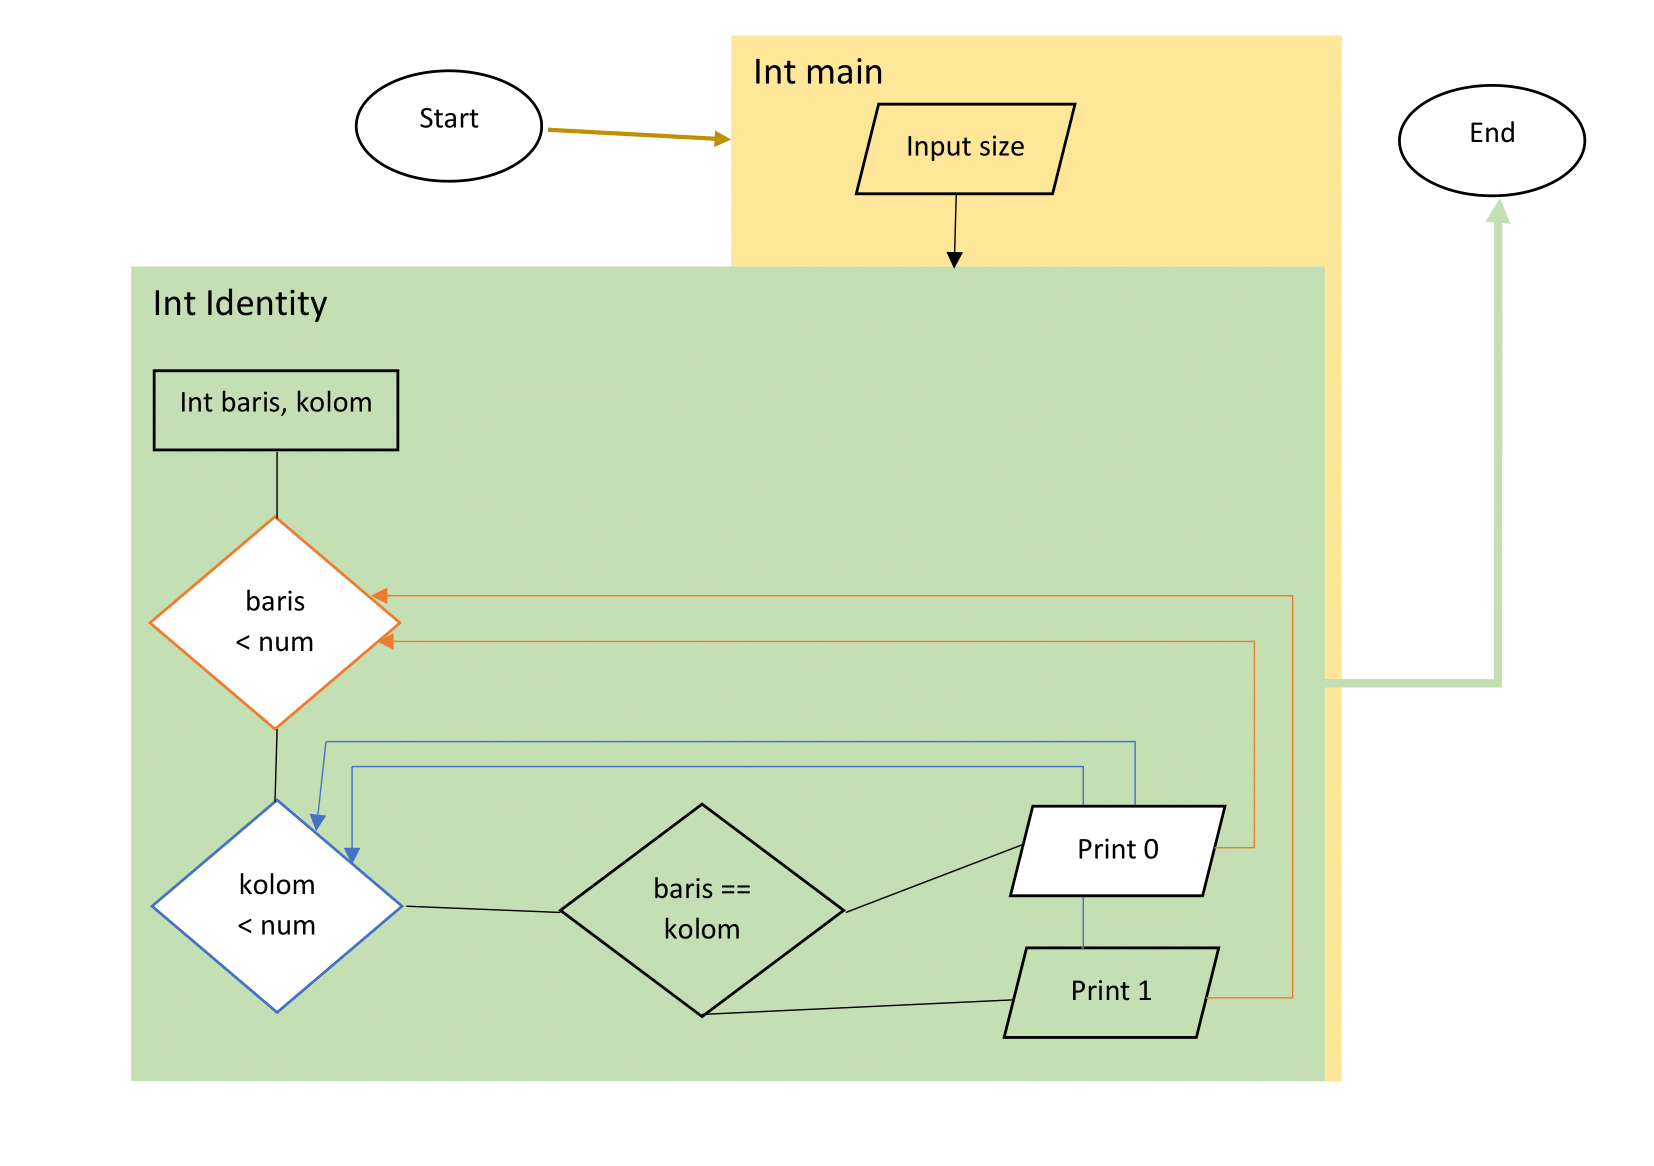 Start
Int main
Input size
End
Int Identity
Int baris, kolom
baris
< num
kolom
< num
baris ==
kolom
Print 0
Print 1